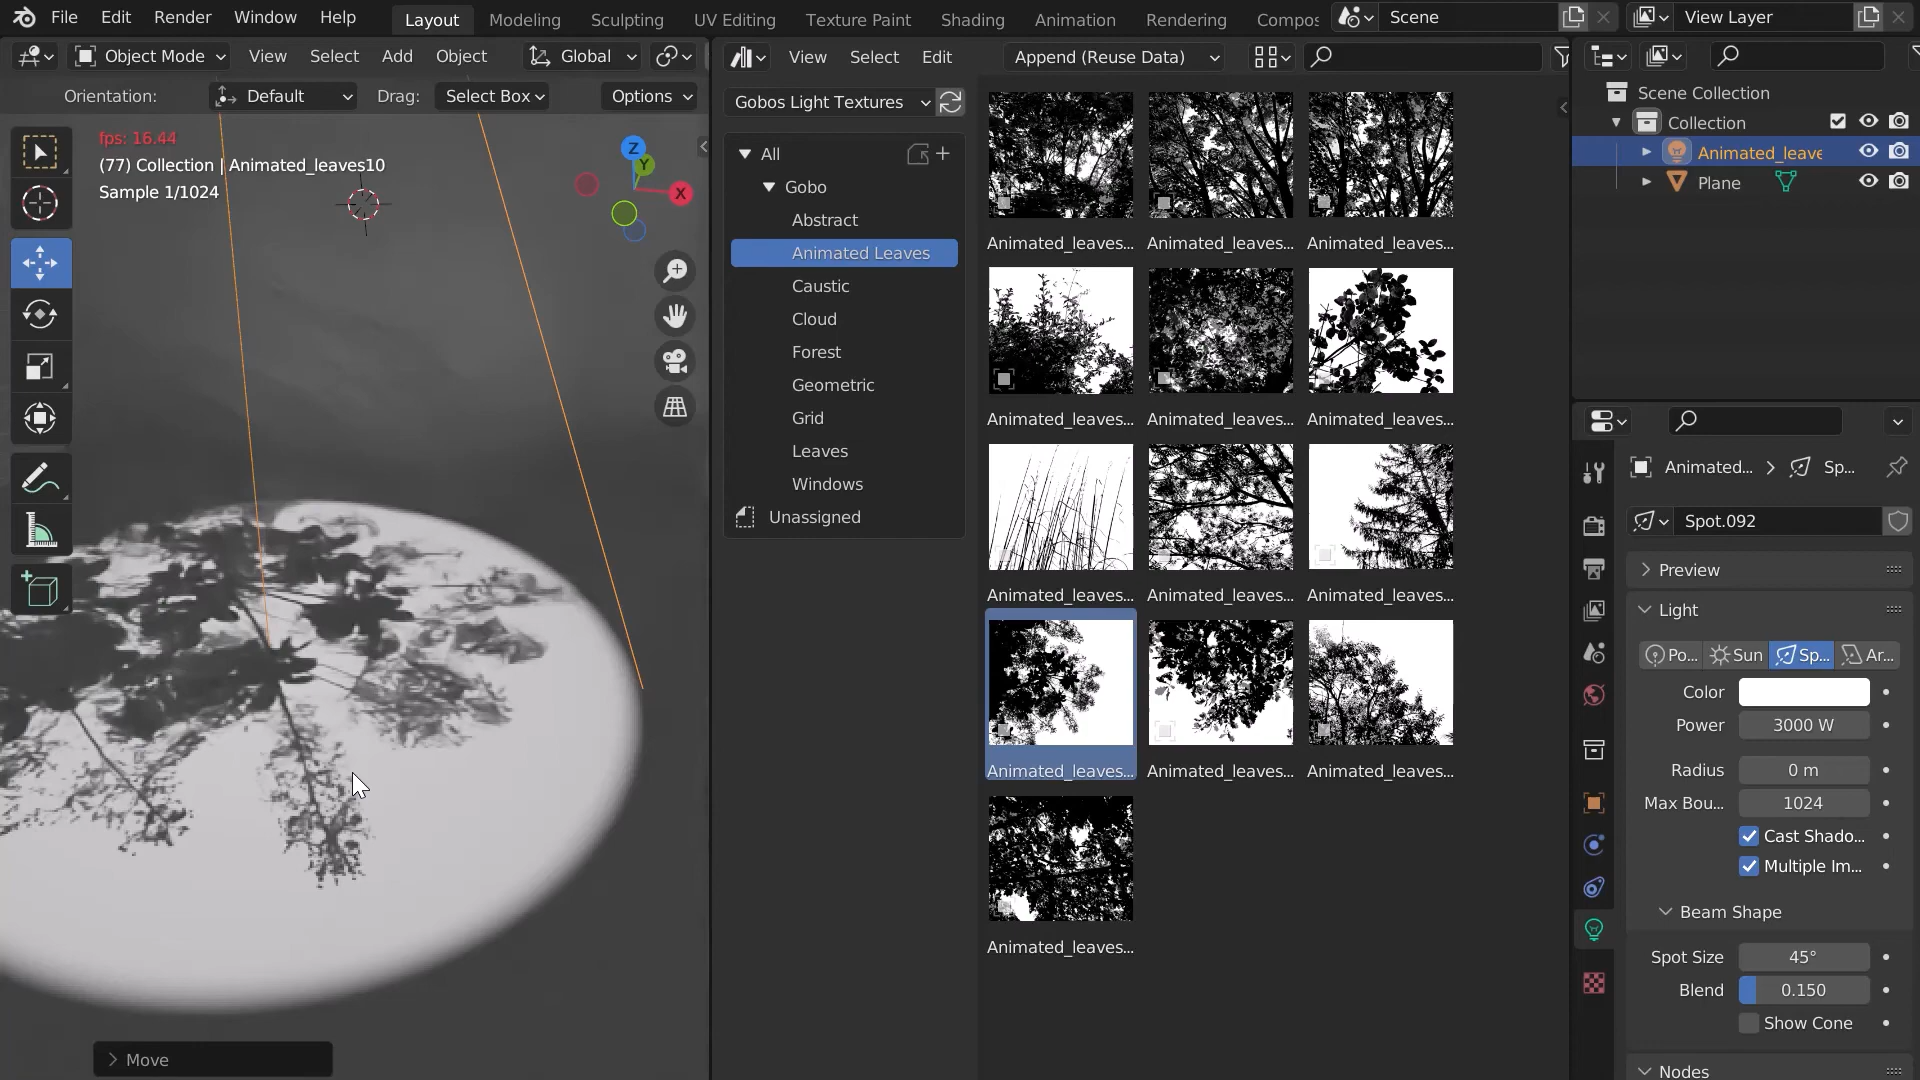 File Edit Render Window Help Layout Modeling Sculpting UV Editing Texture Paint Shading Animation Rendering Compos Scene View Layer
Object Mode View Select Add Object Global
Orientation: Default Drag: Select Box Options
fps: 16.44
(77) Collection | Animated_leaves10
Sample 1/1024
Z
Y
X
Move
View Select Edit Append (Reuse Data)
Gobos Light Textures
All
Gobo
Abstract
Animated Leaves
Caustic
Cloud
Forest
Geometric
Grid
Leaves
Windows
Unassigned
Animated_leaves... Animated_leaves... Animated_leaves...
Animated_leaves... Animated_leaves... Animated_leaves...
Animated_leaves... Animated_leaves... Animated_leaves...
Animated_leaves... Animated_leaves... Animated_leaves...
Animated_leaves...
Scene Collection
Collection
Animated_leave
Plane
Animated... Sp...
Spot.092
Preview
Light
Po... Sun Sp... Ar...
Color
Power 3000 W
Radius 0 m
Max Bou... 1024
Cast Shado...
Multiple Im...
Beam Shape
Spot Size 45°
Blend 0.150
Show Cone
Nodes